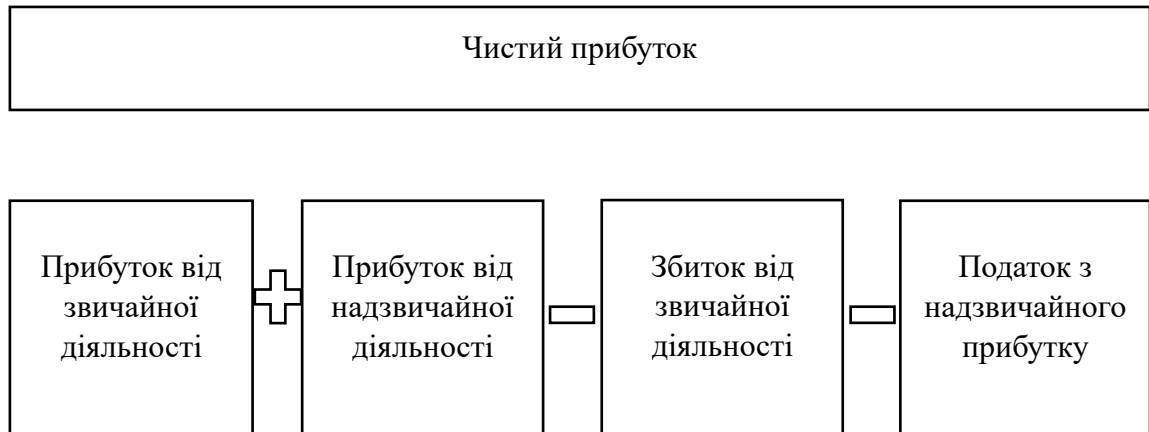 Чистий прибуток
Прибуток від
звичайної
діяльності
Прибуток від
надзвичайної
діяльності
Збиток від
звичайної
діяльності
Податок з
надзвичайного
прибутку